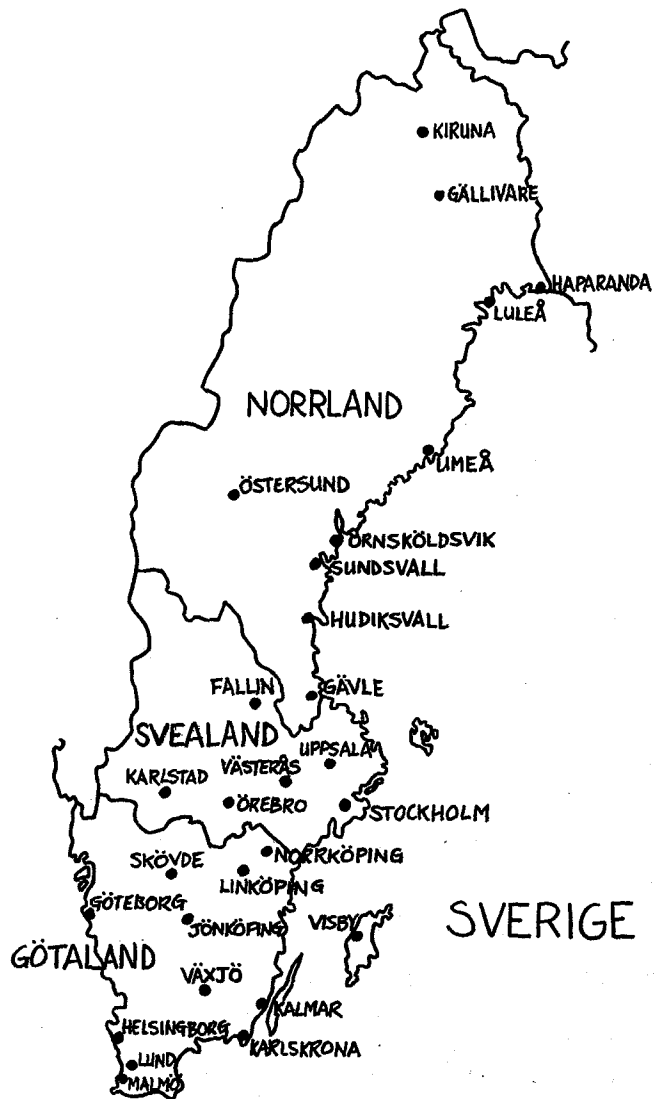 KIRUNA
GÄLLIVARE
HAPARANDA
LULEÅ
NORRLAND
UMEÅ
ÖSTERSUND
ÖRNSKÖLDSVIK
SUNDSVALL
HUDIKSVALL
FALLIN
GÄVLE
SVEALAND
UPPSALA
VÄSTERÅS
KARLSTAD
ÖREBRO
STOCKHOLM
NORRKÖPING
SKÖVDE
LINKÖPING
GÖTEBORG
JÖNKÖPING
VISBY
SVERIGE
GÖTALAND
VÄXJÖ
KALMAR
HELSINGBORG
KARLSKRONA
LUND
MALMÖ